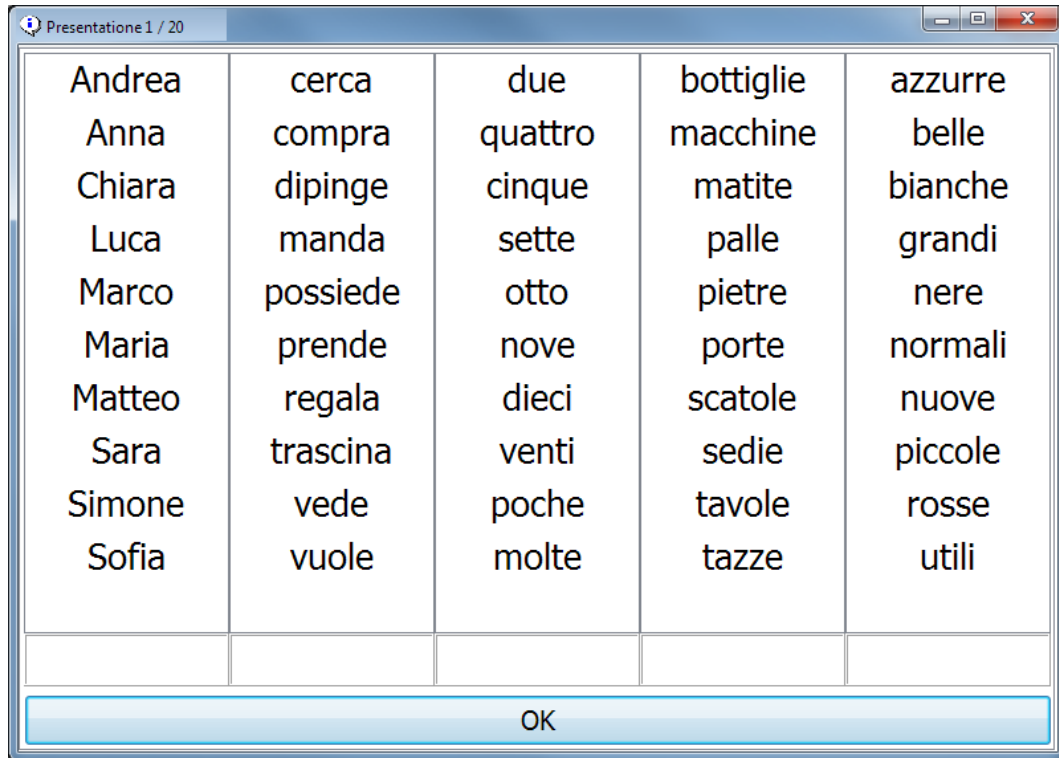 Presentatione 1 / 20
Andrea cerca due bottiglie azzurre
Anna compra quattro macchine belle
Chiara dipinge cinque matite bianche
Luca manda sette palle grandi
Marco possiede otto pietre nere
Maria prende nove porte normali
Matteo regala dieci scatole nuove
Sara trascina venti sedie piccole
Simone vede poche tavole rosse
Sofia vuole molte tazze utili
OK